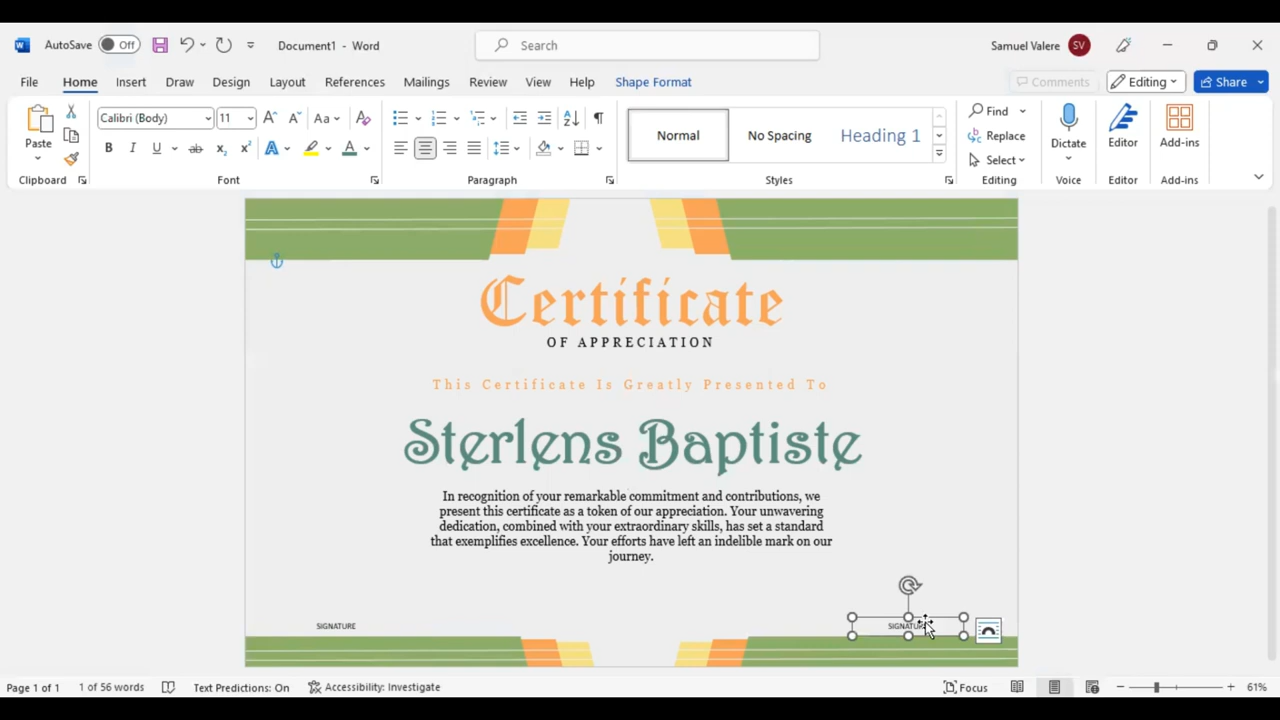 AutoSave Off Document1 - Word Search Samuel Valere SV
File Home Insert Draw Design Layout References Mailings Review View Help Shape Format Comments Editing Share
Paste Calibri (Body) 11 Normal No Spacing Heading 1 Find Replace Select Dictate Editor Add-ins
Clipboard Font Paragraph Styles Editing Voice Editor Add-ins
Certificate
OF APPRECIATION
This Certificate Is Greatly Presented To
Sterlens Baptiste
In recognition of your remarkable commitment and contributions, we
present this certificate as a token of our appreciation. Your unwavering
dedication, combined with your extraordinary skills, has set a standard
that exemplifies excellence. Your efforts have left an indelible mark on our
journey.
SIGNATURE SIGNATURE
Page 1 of 1 1 of 56 words Text Predictions: On Accessibility: Investigate Focus 61%